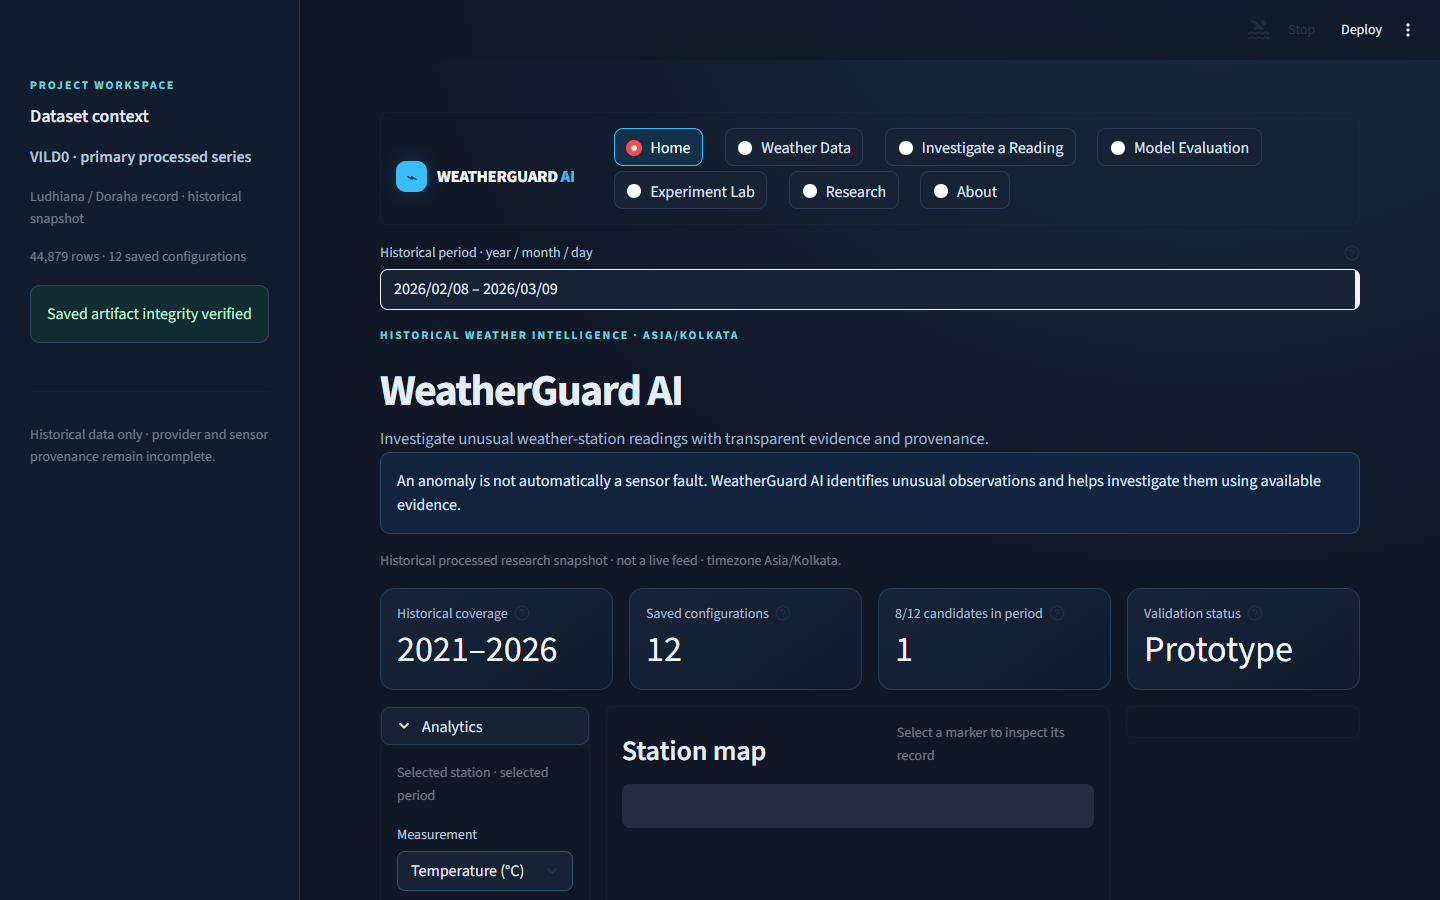 Stop
Deploy
PROJECT WORKSPACE
Dataset context
VILD0 · primary processed series
Ludhiana / Doraha record · historical
snapshot
44,879 rows · 12 saved configurations
Saved artifact integrity verified
Historical data only · provider and sensor
provenance remain incomplete.
WEATHERGUARD AI
Home
Weather Data
Investigate a Reading
Model Evaluation
Experiment Lab
Research
About
Historical period · year / month / day
2026/02/08 – 2026/03/09
HISTORICAL WEATHER INTELLIGENCE · ASIA/KOLKATA
WeatherGuard AI
Investigate unusual weather-station readings with transparent evidence and provenance.
An anomaly is not automatically a sensor fault. WeatherGuard AI identifies unusual observations and helps investigate them using available
evidence.
Historical processed research snapshot · not a live feed · timezone Asia/Kolkata.
Historical coverage
2021–2026
Saved configurations
12
8/12 candidates in period
1
Validation status
Prototype
Analytics
Selected station · selected
period
Measurement
Temperature (°C)
Station map
Select a marker to inspect its
record